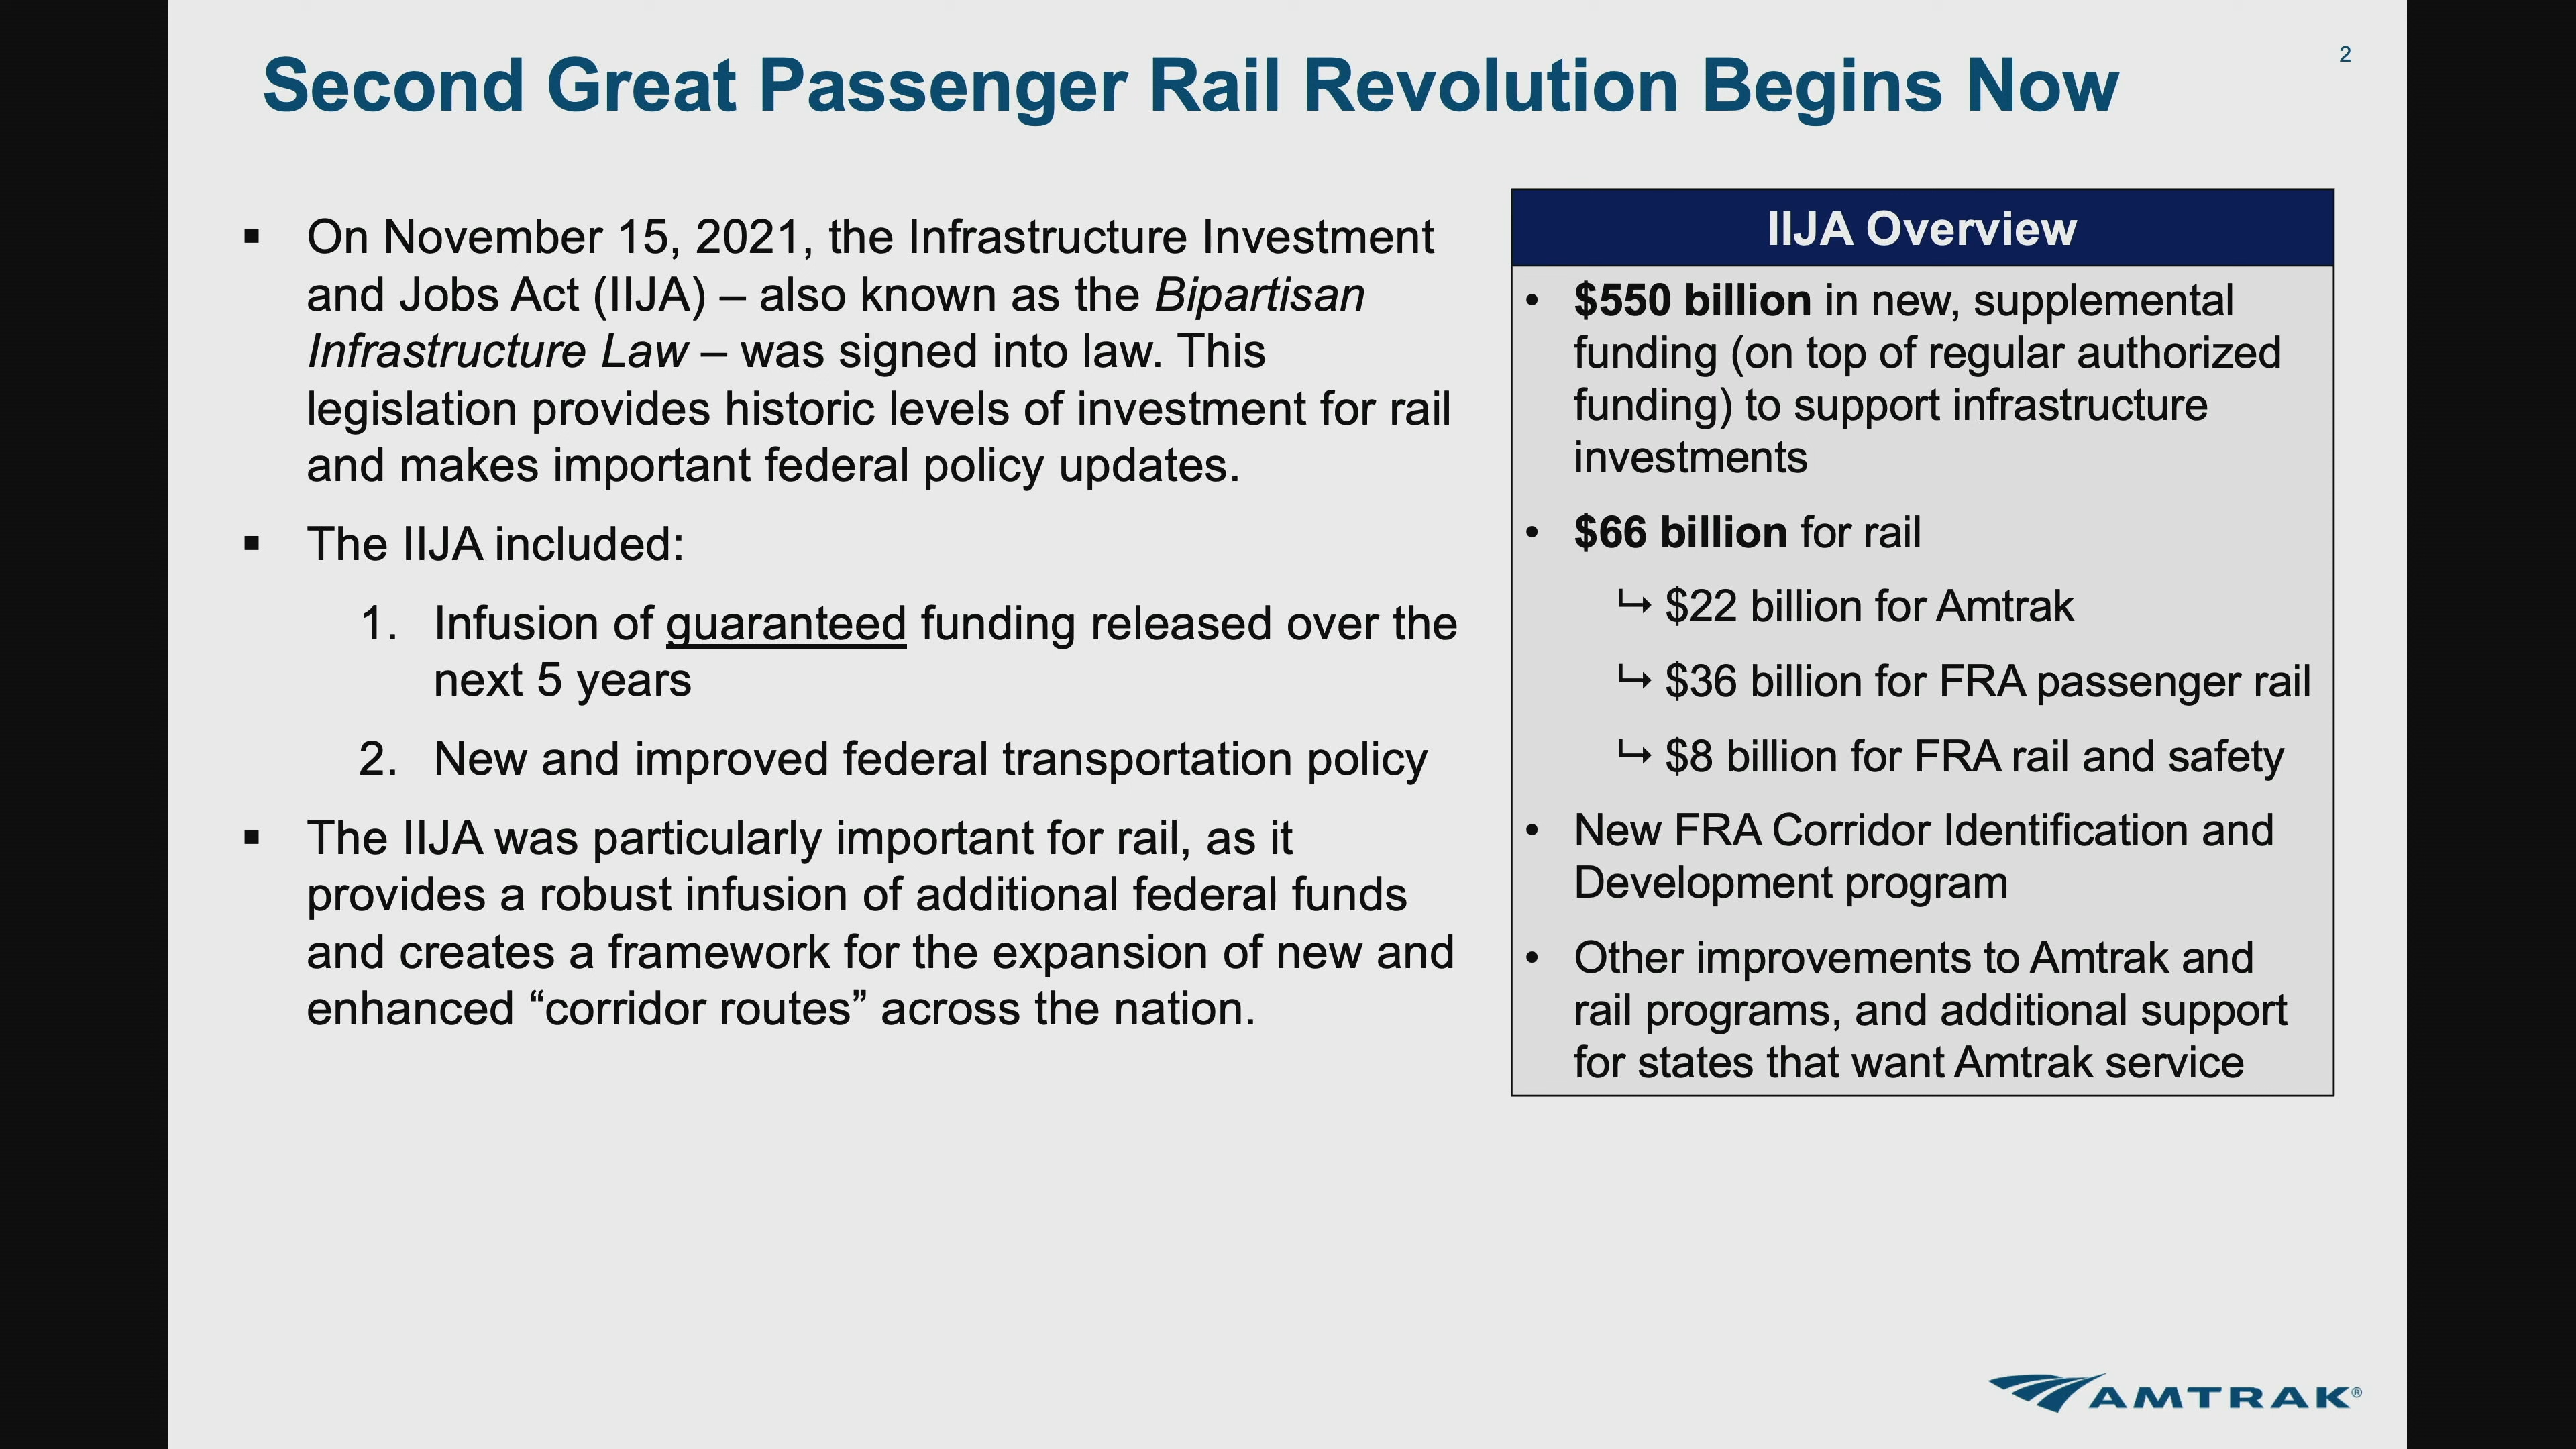 Second Great Passenger Rail Revolution Begins Now
2
▪ On November 15, 2021, the Infrastructure Investment
and Jobs Act (IIJA) – also known as the Bipartisan
Infrastructure Law – was signed into law. This
legislation provides historic levels of investment for rail
and makes important federal policy updates.
▪ The IIJA included:
1. Infusion of guaranteed funding released over the
next 5 years
2. New and improved federal transportation policy
▪ The IIJA was particularly important for rail, as it
provides a robust infusion of additional federal funds
and creates a framework for the expansion of new and
enhanced “corridor routes” across the nation.
IIJA Overview
• $550 billion in new, supplemental
funding (on top of regular authorized
funding) to support infrastructure
investments
• $66 billion for rail
↳ $22 billion for Amtrak
↳ $36 billion for FRA passenger rail
↳ $8 billion for FRA rail and safety
• New FRA Corridor Identification and
Development program
• Other improvements to Amtrak and
rail programs, and additional support
for states that want Amtrak service
AMTRAK®